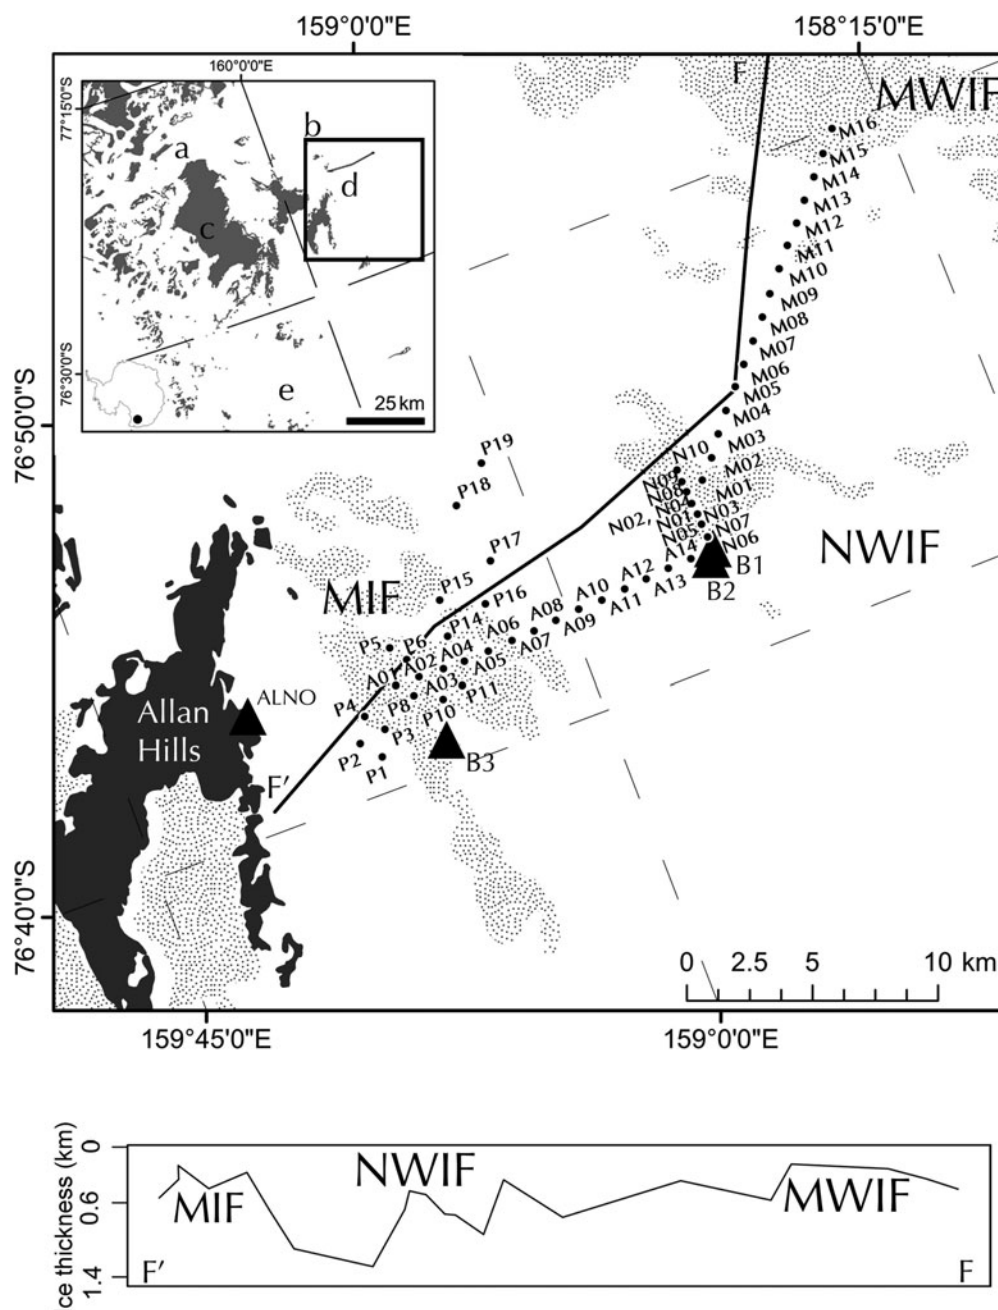 159°0'0"E
158°15'0"E
160°0'0"E
77°15'0"S
76°30'0"S
a
b
c
d
e
25 km
F
MWIF
M16
M15
M14
M13
M12
M11
M10
M09
M08
M07
M06
M05
M04
M03
M02
M01
76°50'0"S
P19
P18
P17
N10
N09
N08
N04
N02,
N01
N03
N05
N07
N06
NWIF
B1
B2
A14
A13
A12
A11
A10
A09
A08
A07
A06
A05
A04
A03
A02
A01
MIF
P15
P16
P14
P5
P6
P4
P8
P11
P10
P3
P2
P1
B3
Allan
Hills
ALNO
F'
76°40'0"S
0 2.5 5 10 km
159°45'0"E
159°0'0"E
ce thickness (km)
0
0.6
1.4
MIF
NWIF
MWIF
F'
F